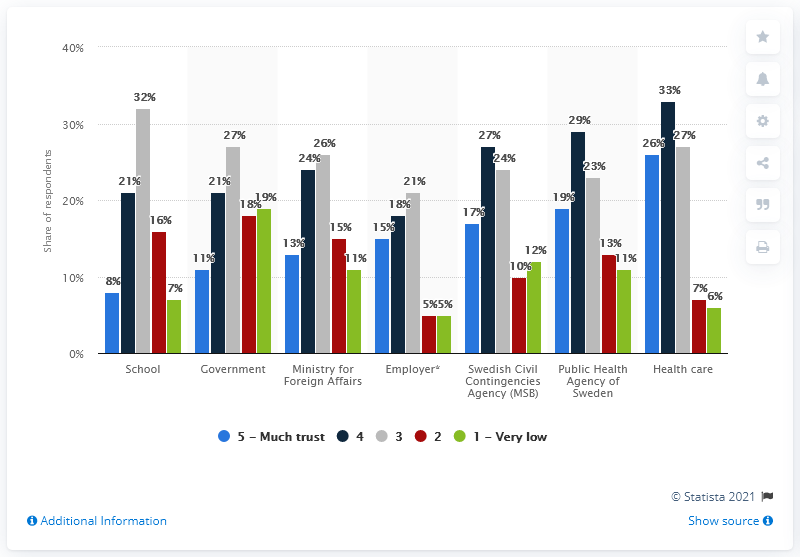 40%
30%
20%
10%
0%
Share of respondents
8% 21% 32% 16% 7%
11% 21% 27% 18% 19%
13% 24% 26% 15% 11%
15% 18% 21% 5% 5%
17% 27% 24% 10% 12%
19% 29% 23% 13% 11%
26% 33% 27% 7% 6%
School
Government
Ministry for
Foreign Affairs
Employer*
Swedish Civil
Contingencies
Agency (MSB)
Public Health
Agency of
Sweden
Health care
5 – Much trust 4 3 2 1 – Very low
© Statista 2021
Additional Information
Show source